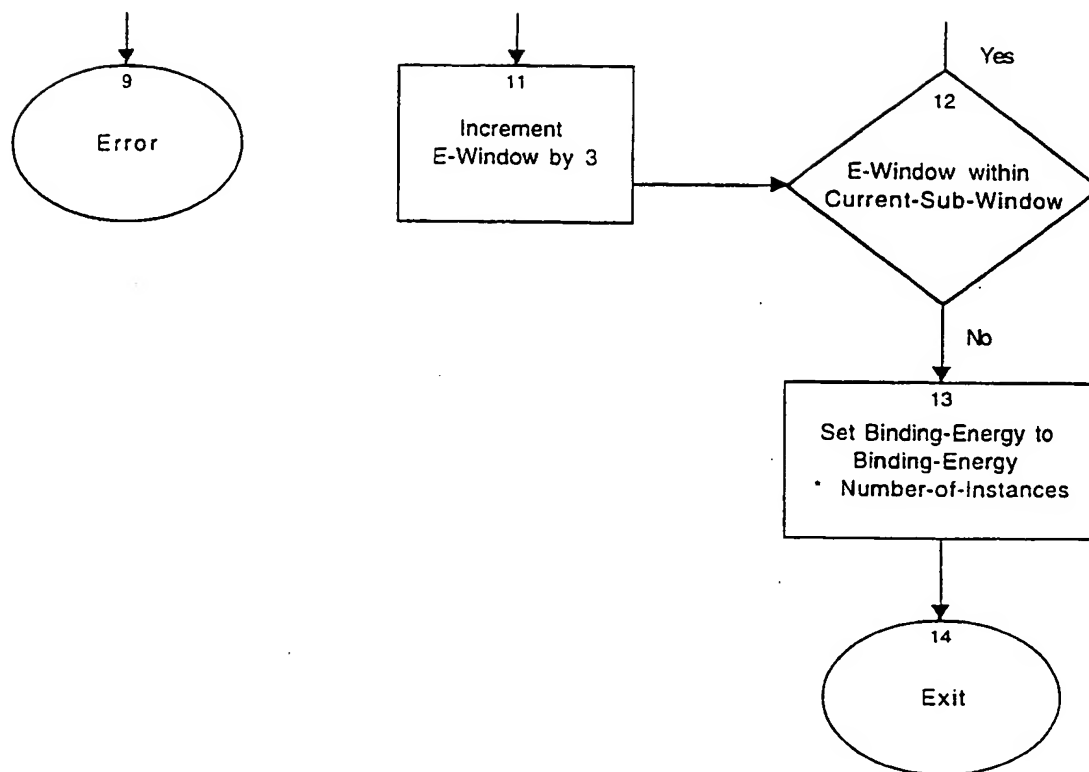 9
Error
11
Increment
E-Window by 3
Yes
12
E-Window within
Current-Sub-Window
No
13
Set Binding-Energy to
Binding-Energy
* Number-of-Instances
14
Exit